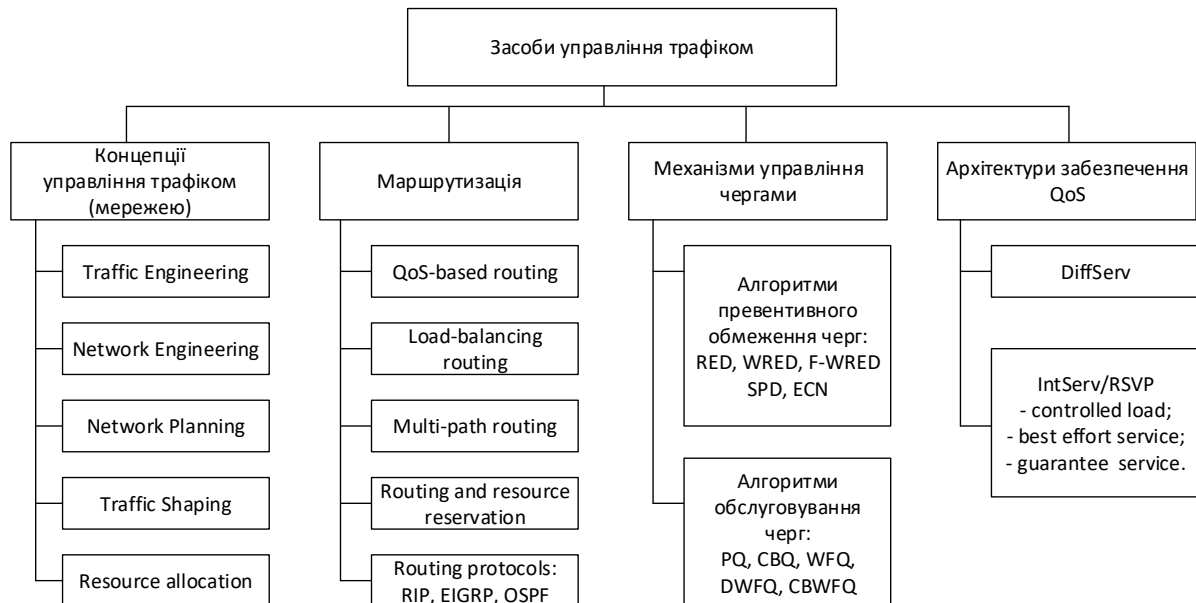 Засоби управління трафіком
Концепції
управління трафіком
(мережею)
Traffic Engineering
Network Engineering
Network Planning
Traffic Shaping
Resource allocation
Маршрутизація
QoS-based routing
Load-balancing
routing
Multi-path routing
Routing and resource
reservation
Routing protocols:
RIP, EIGRP, OSPF
Механізми управління
чергами
Алгоритми
превентивного
обмеження черг:
RED, WRED, F-WRED
SPD, ECN
Алгоритми
обслуговування
черг:
PQ, CBQ, WFQ,
DWFQ, CBWFQ
Архітектури забезпечення
QoS
DiffServ
IntServ/RSVP
- controlled load;
- best effort service;
- guarantee service.